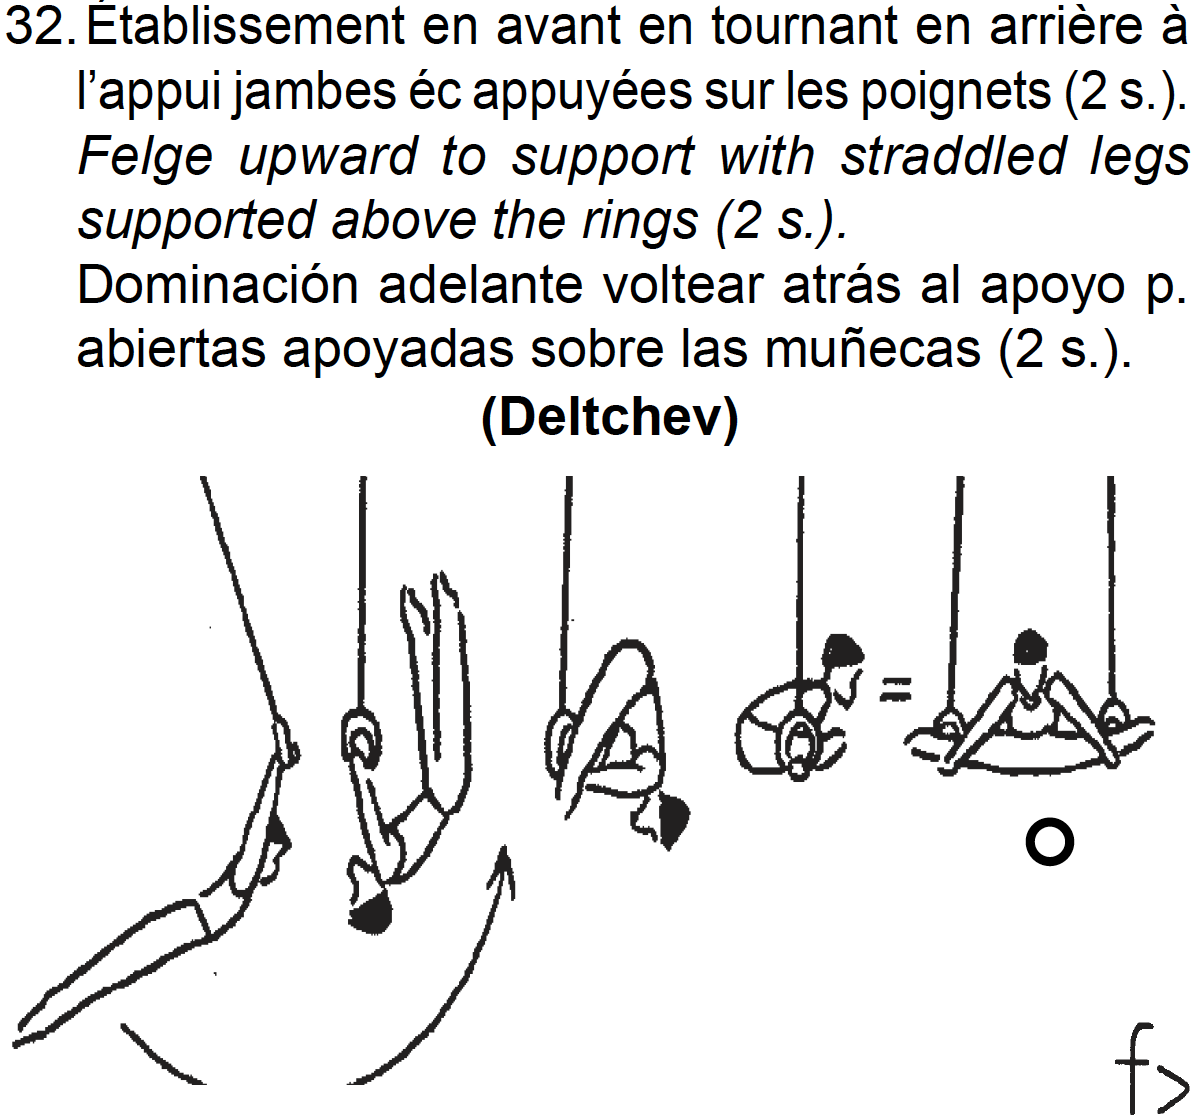 32. Établissement en avant en tournant en arrière à
l’appui jambes éc appuyées sur les poignets (2 s.).
Felge upward to support with straddled legs
supported above the rings (2 s.).
Dominación adelante voltear atrás al apoyo p.
abiertas apoyadas sobre las muñecas (2 s.).
(Deltchev)
=